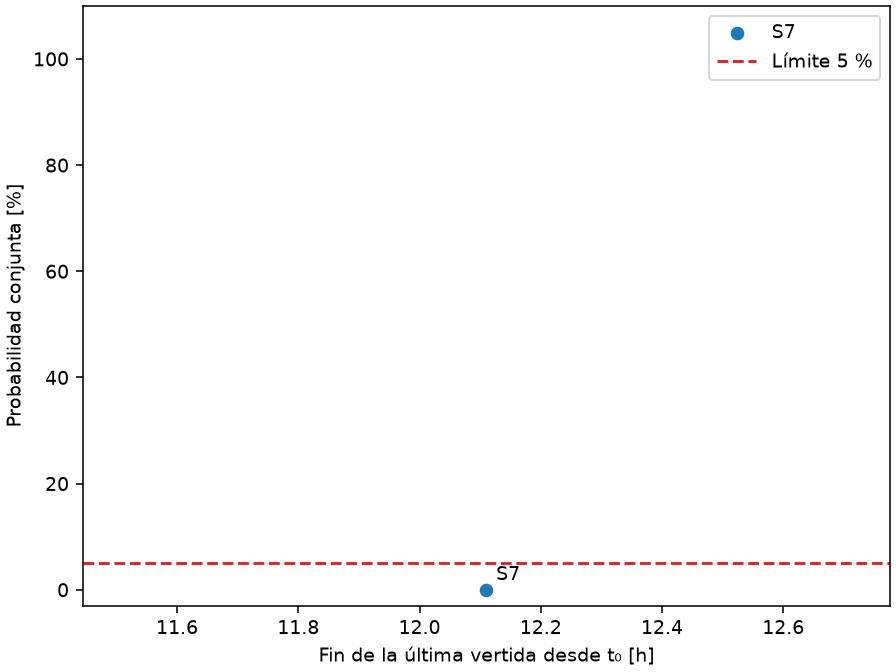 S7
Límite 5 %
100
80
60
40
20
0
Probabilidad conjunta [%]
S7
11.6
11.8
12.0
12.2
12.4
12.6
Fin de la última vertida desde t₀ [h]